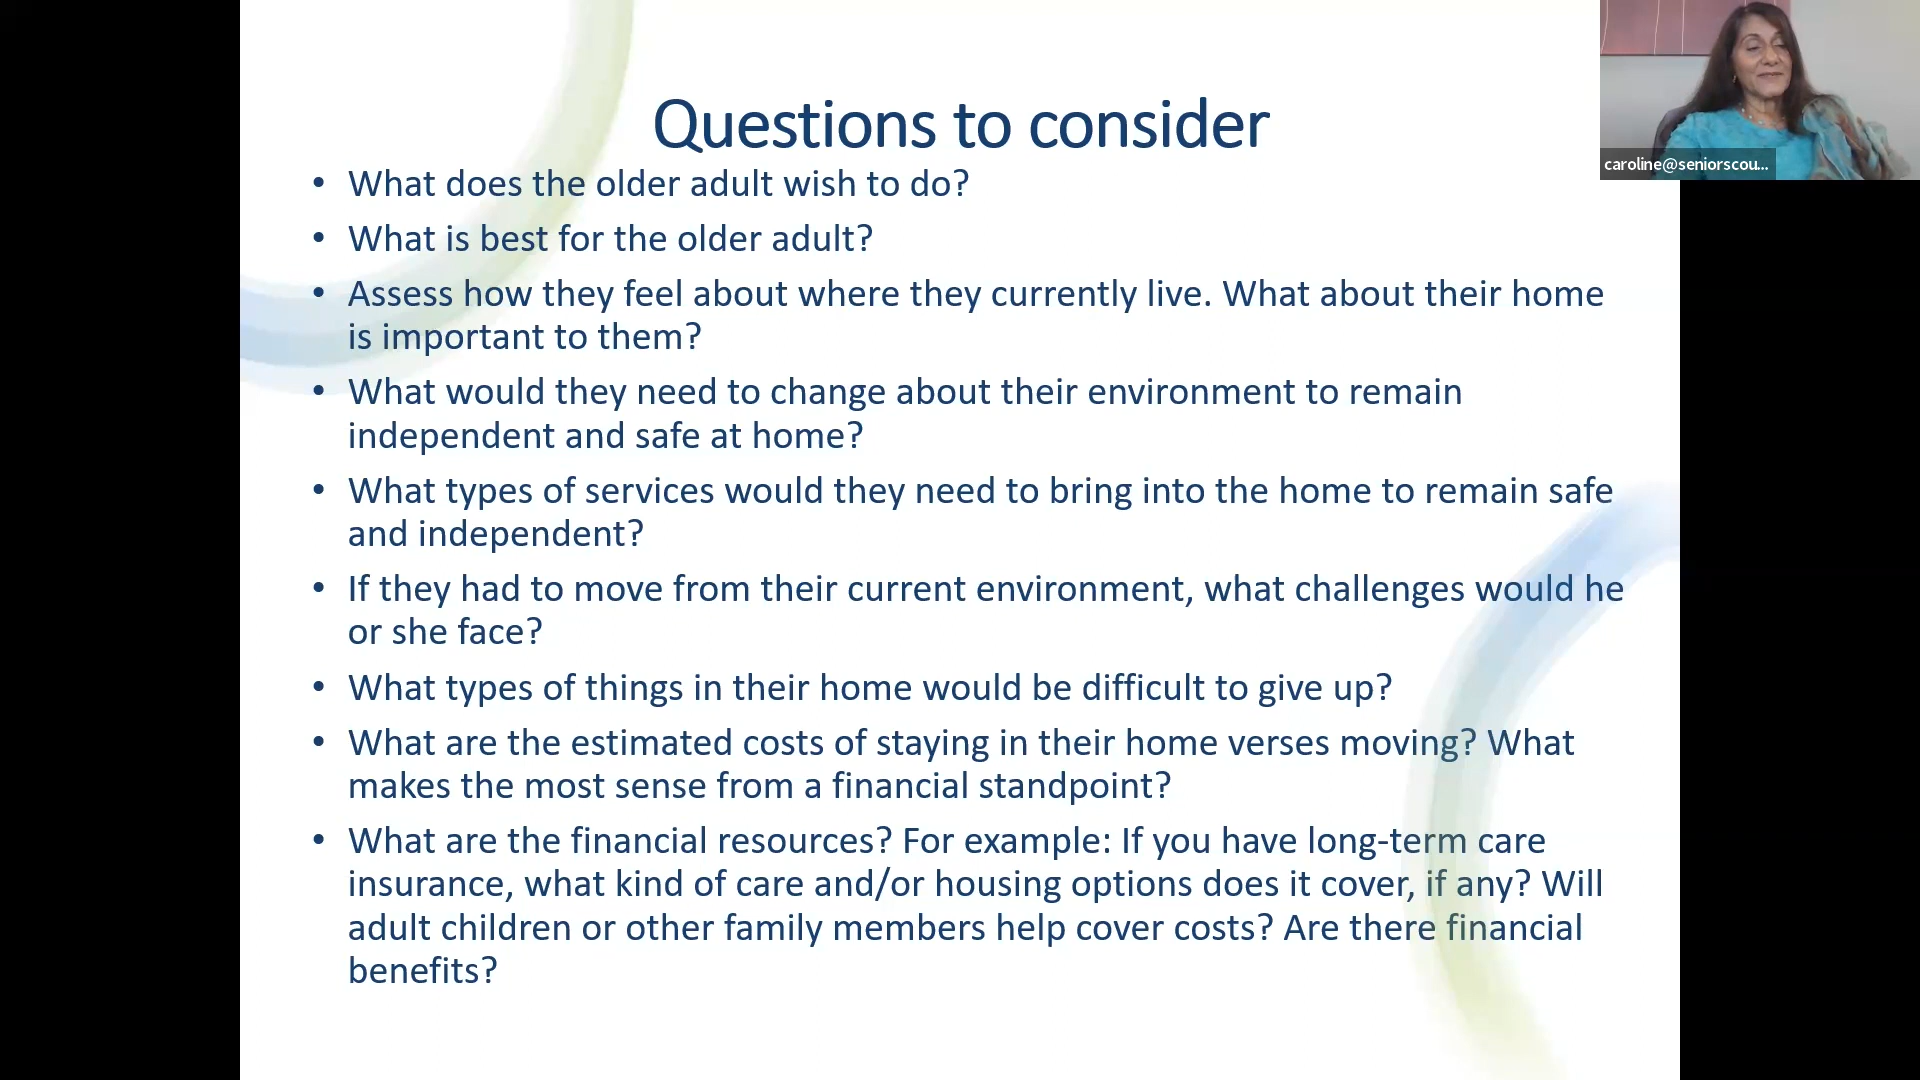 Questions to consider
• What does the older adult wish to do?
• What is best for the older adult?
• Assess how they feel about where they currently live. What about their home
is important to them?
• What would they need to change about their environment to remain
independent and safe at home?
• What types of services would they need to bring into the home to remain safe
and independent?
• If they had to move from their current environment, what challenges would he
or she face?
• What types of things in their home would be difficult to give up?
• What are the estimated costs of staying in their home verses moving? What
makes the most sense from a financial standpoint?
• What are the financial resources? For example: If you have long-term care
insurance, what kind of care and/or housing options does it cover, if any? Will
adult children or other family members help cover costs? Are there financial
benefits?
caroline@seniorscou...